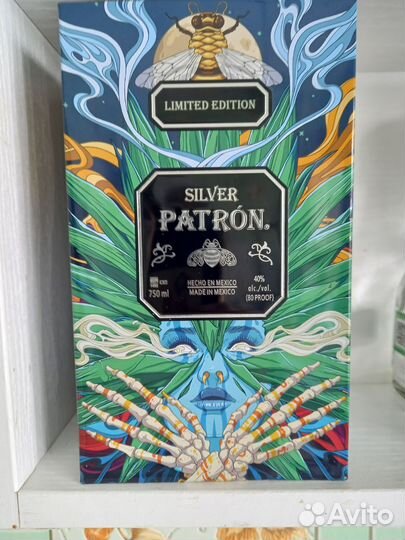 LIMITED EDITION
SILVER
PATRÓN®
HECHO EN MEXICO
MADE IN MEXICO
750 ml
40%
alc./vol.
(80 PROOF)
Avito